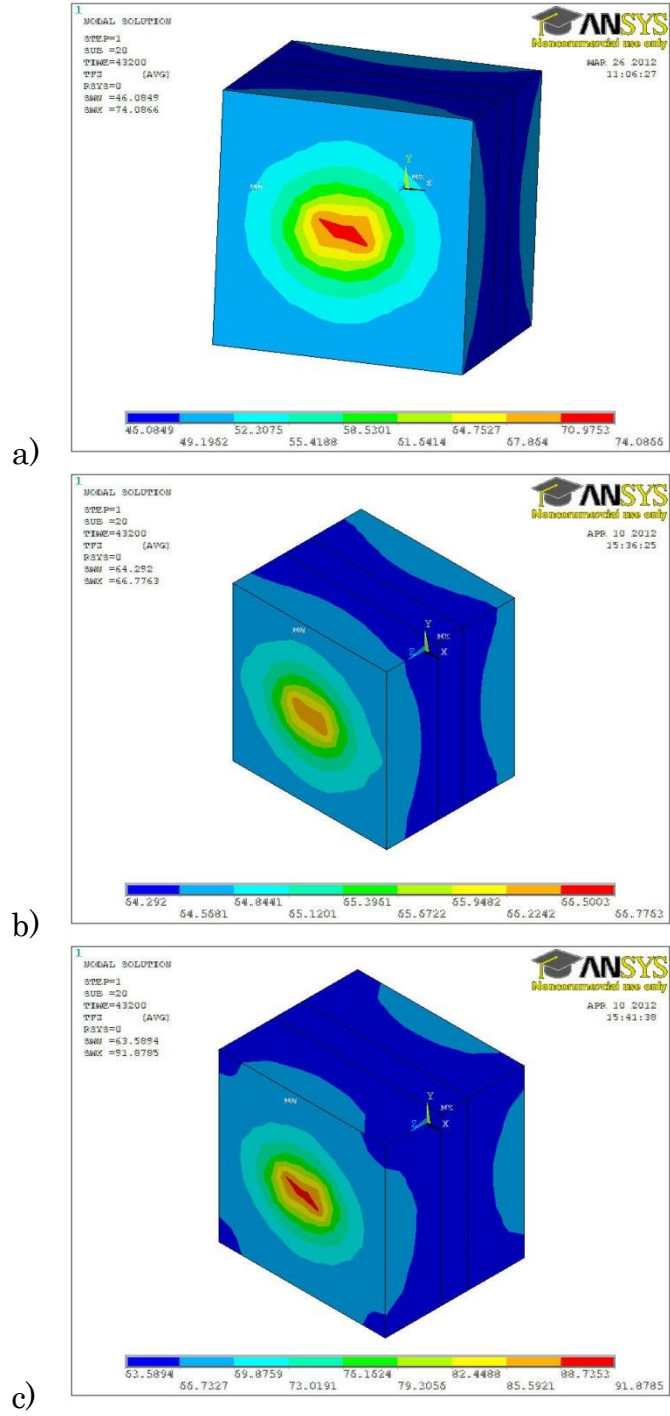 1
NODAL SOLUTION
STEP=1
SUB =20
TIME=43200
TFZ (AVG)
RSYS=0
SMN =46.0849
SMX =74.0866
ANSYS
Noncommercial use only
MAR 26 2012
11:06:27
Y
MX
MN
Z X
46.0849 52.3075 58.5301 64.7527 70.9753
49.1962 55.4188 61.6414 67.864 74.0866
a)
1
NODAL SOLUTION
STEP=1
SUB =20
TIME=43200
TFZ (AVG)
RSYS=0
SMN =64.292
SMX =66.7763
ANSYS
Noncommercial use only
APR 10 2012
15:36:25
MN
Y
MX
Z X
64.292 64.8441 65.3961 65.9482 66.5003
64.5681 65.1201 65.6722 66.2242 66.7763
b)
1
NODAL SOLUTION
STEP=1
SUB =20
TIME=43200
TFZ (AVG)
RSYS=0
SMN =63.5894
SMX =91.8785
ANSYS
Noncommercial use only
APR 10 2012
15:41:38
MN
Y
MX
Z X
63.5894 69.8759 76.1624 82.4488 88.7353
66.7327 73.0191 79.3056 85.5921 91.8785
c)